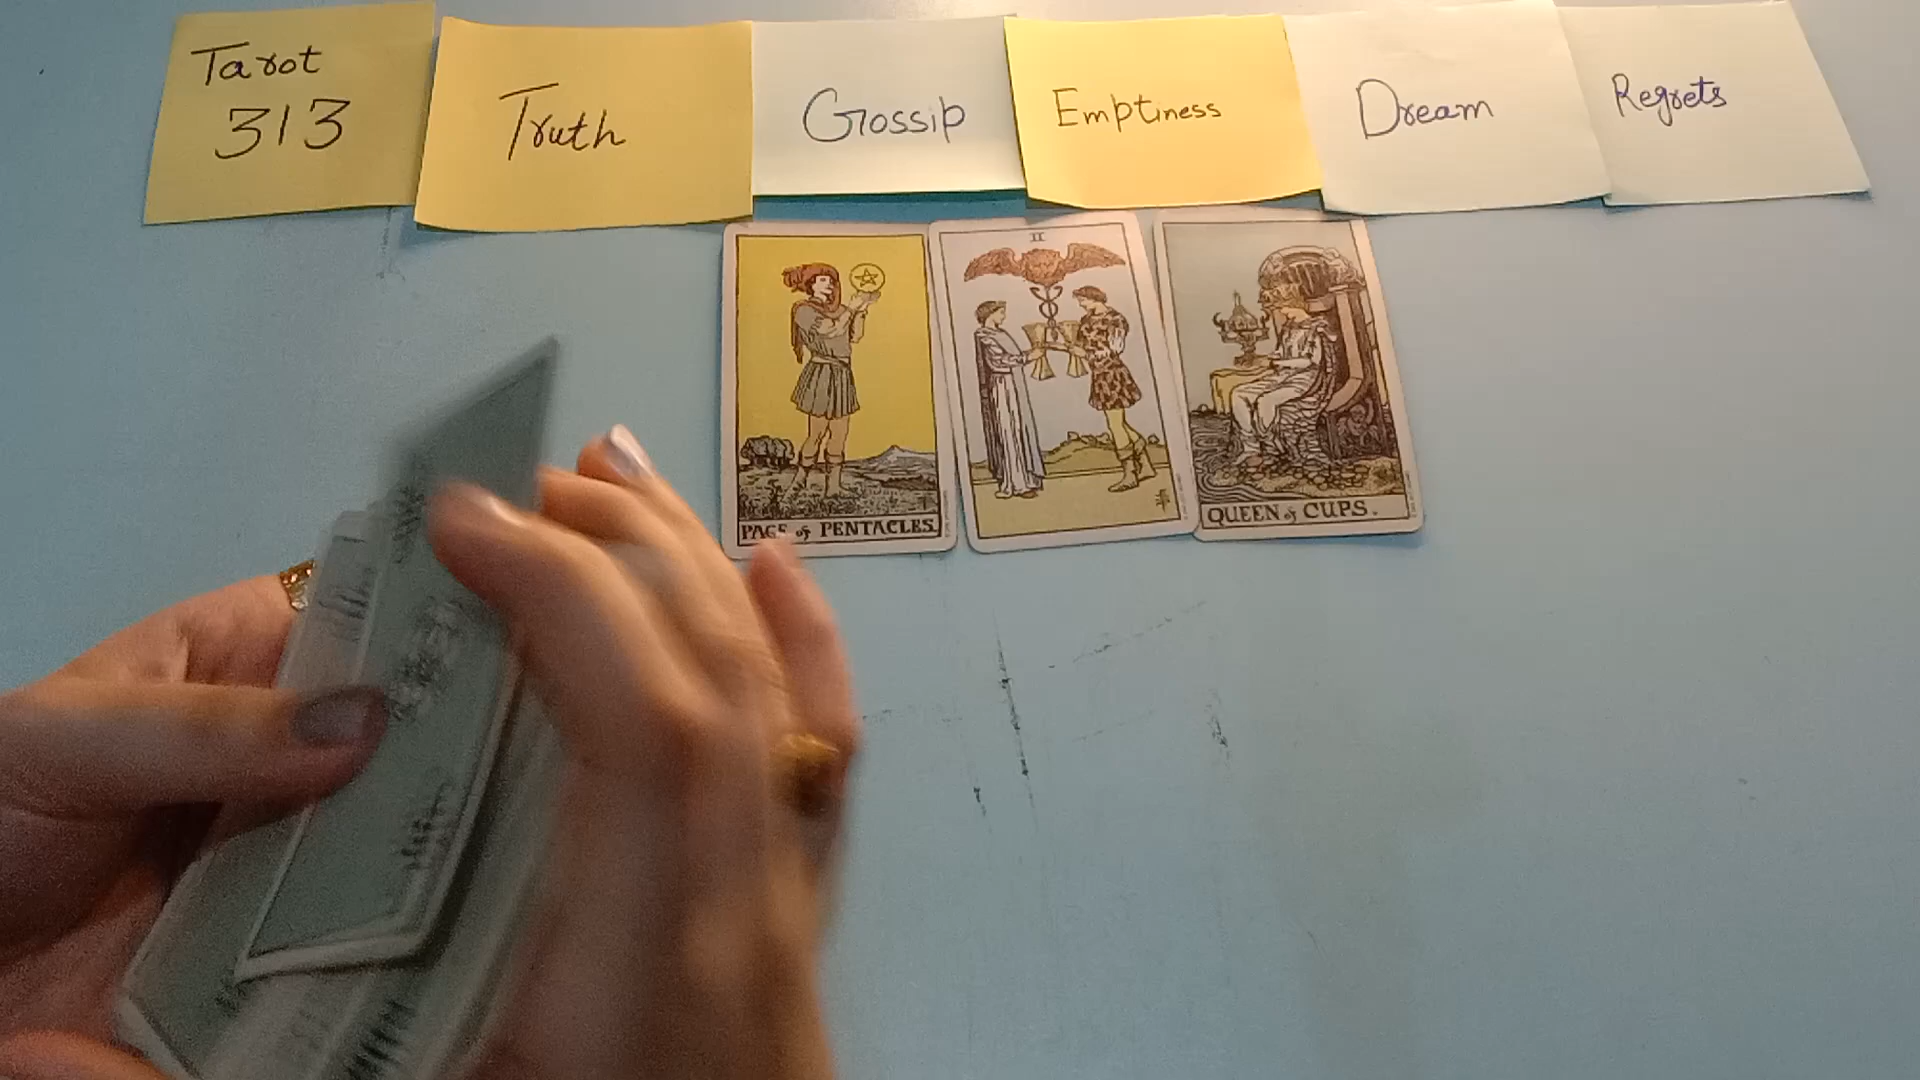 Tarot
313
Truth
Gossip
Emptiness
Dream
Regrets
II
PAGE of PENTACLES.
QUEEN of CUPS.